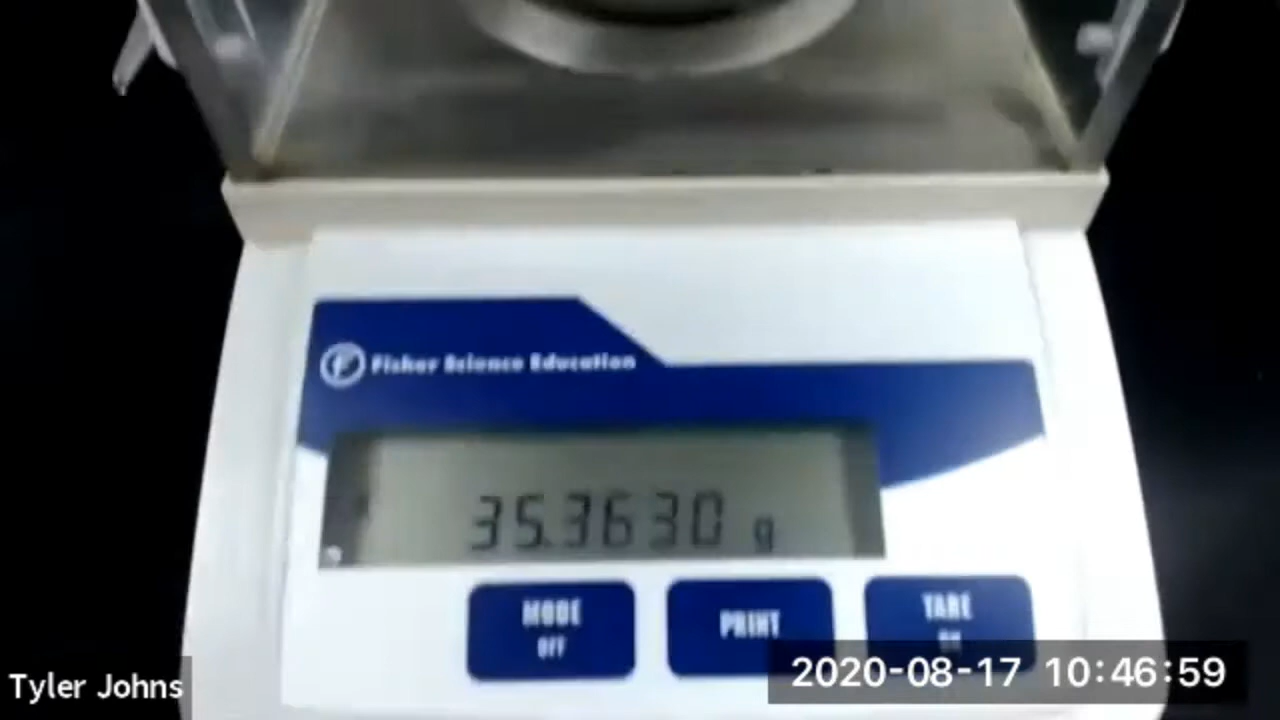 Fisher Science Education
35.3630 g
MODE
OFF
PRINT
TARE
Tyler Johns
2020-08-17 10:46:59